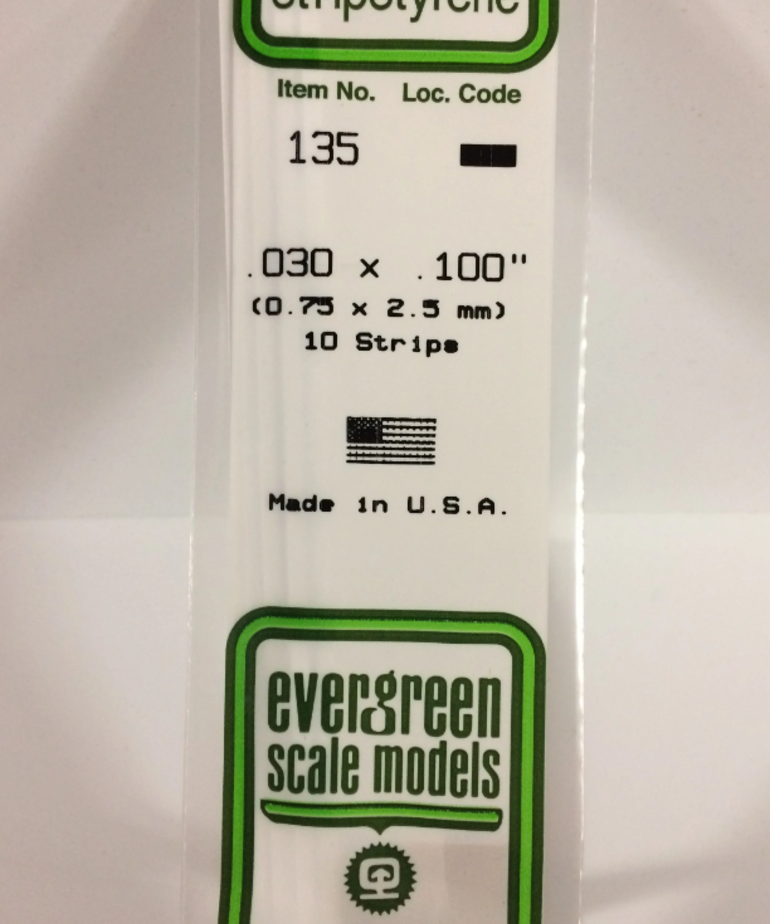 Item No. Loc. Code
135
.030 x .100"
(0.75 x 2.5 mm)
10 Strips
Made in U.S.A.
evergreen
scale models